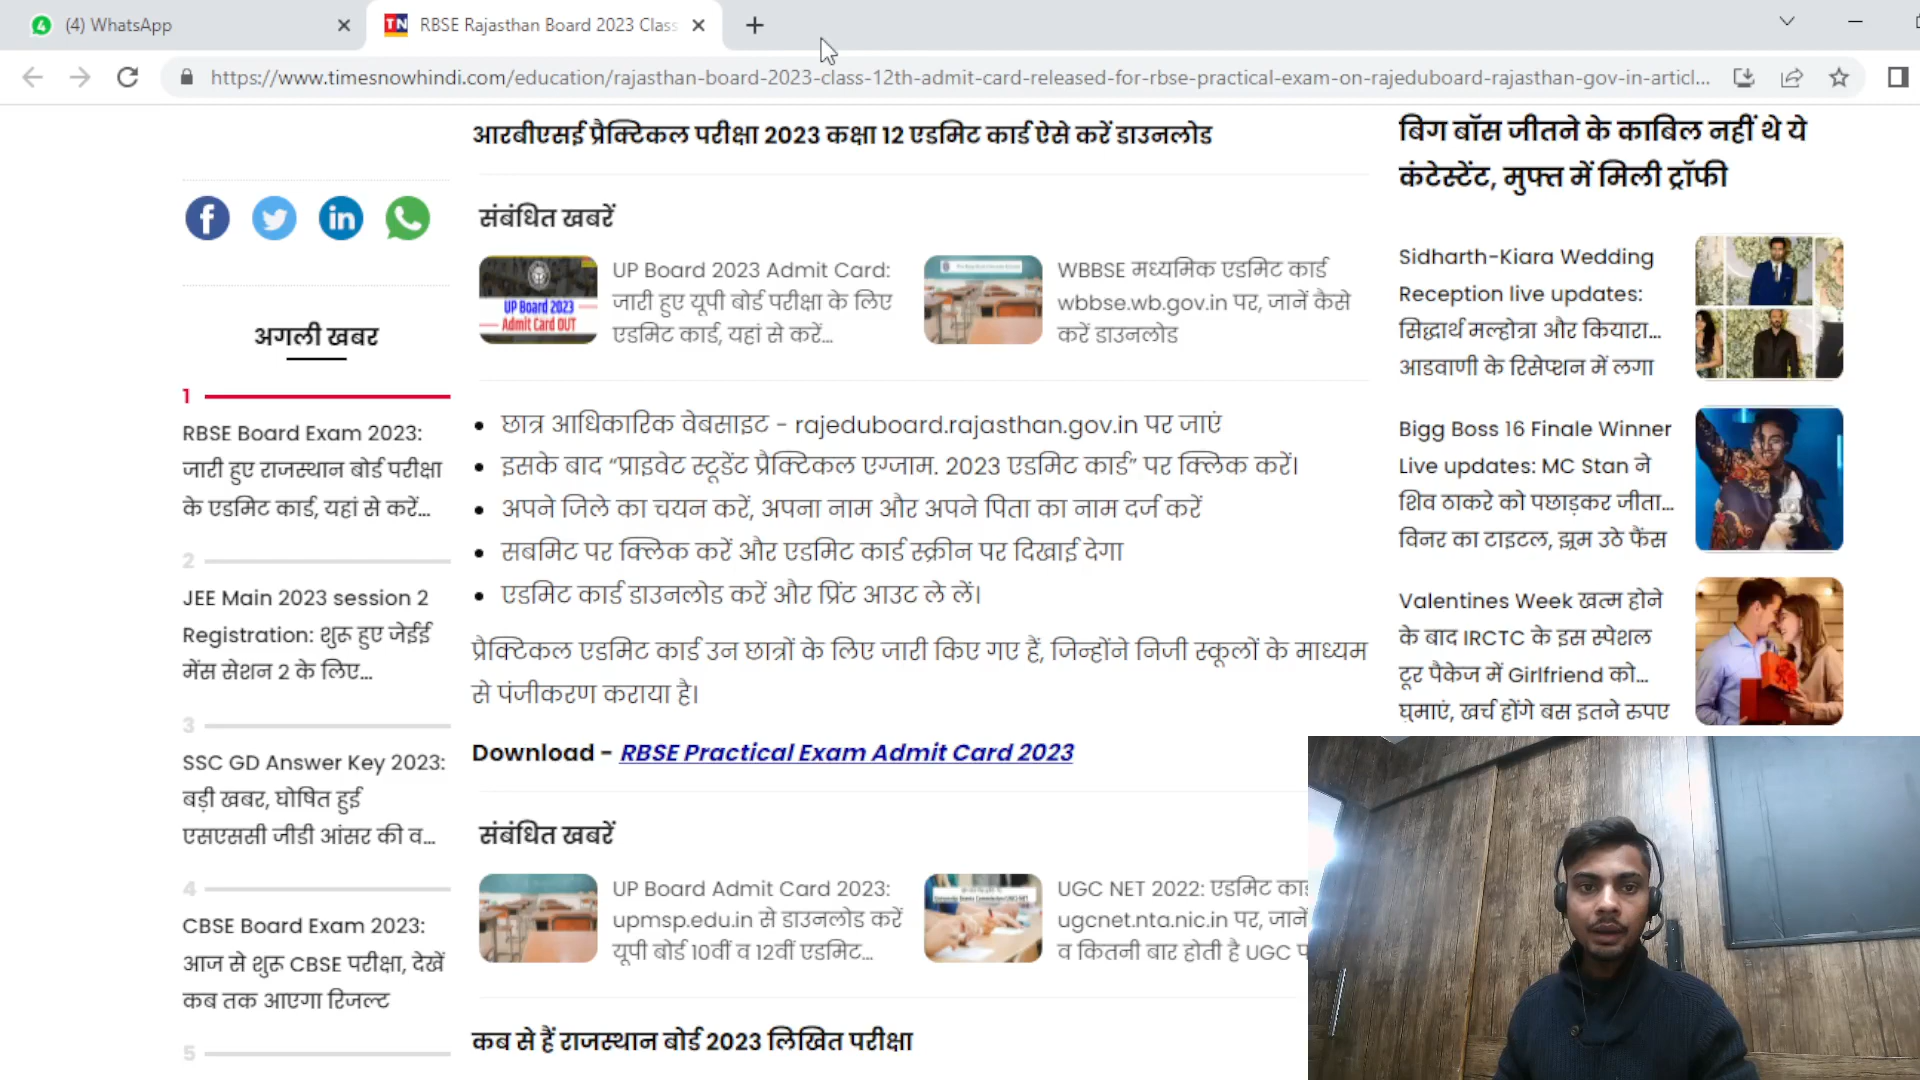 (4) WhatsApp
RBSE Rajasthan Board 2023 Class
https://www.timesnowhindi.com/education/rajasthan-board-2023-class-12th-admit-card-released-for-rbse-practical-exam-on-rajeduboard-rajasthan-gov-in-articl...
आरबीएसई प्रैक्टिकल परीक्षा 2023 कक्षा 12 एडमिट कार्ड ऐसे करें डाउनलोड
संबंधित खबरें
UP Board 2023
Admit Card OUT
UP Board 2023 Admit Card:
जारी हुए यूपी बोर्ड परीक्षा के लिए
एडमिट कार्ड, यहां से करें...
WBBSE मध्यमिक एडमिट कार्ड
wbbse.wb.gov.in पर, जानें कैसे
करें डाउनलोड
अगली खबर
1
RBSE Board Exam 2023:
जारी हुए राजस्थान बोर्ड परीक्षा
के एडमिट कार्ड, यहां से करें...
2
JEE Main 2023 session 2
Registration: शुरू हुए जेईई
मेंस सेशन 2 के लिए...
3
SSC GD Answer Key 2023:
बड़ी खबर, घोषित हुई
एसएससी जीडी आंसर की व...
4
CBSE Board Exam 2023:
आज से शुरू CBSE परीक्षा, देखें
कब तक आएगा रिजल्ट
5
छात्र आधिकारिक वेबसाइट - rajeduboard.rajasthan.gov.in पर जाएं
इसके बाद “प्राइवेट स्टूडेंट प्रैक्टिकल एग्जाम. 2023 एडमिट कार्ड” पर क्लिक करें।
अपने जिले का चयन करें, अपना नाम और अपने पिता का नाम दर्ज करें
सबमिट पर क्लिक करें और एडमिट कार्ड स्क्रीन पर दिखाई देगा
एडमिट कार्ड डाउनलोड करें और प्रिंट आउट ले लें।
प्रैक्टिकल एडमिट कार्ड उन छात्रों के लिए जारी किए गए हैं, जिन्होंने निजी स्कूलों के माध्यम
से पंजीकरण कराया है।
Download - RBSE Practical Exam Admit Card 2023
संबंधित खबरें
UP Board Admit Card 2023:
upmsp.edu.in से डाउनलोड करें
यूपी बोर्ड 10वीं व 12वीं एडमिट...
UGC NET 2022: एडमिट का
ugcnet.nta.nic.in पर, जानें
व कितनी बार होती है UGC
कब से हैं राजस्थान बोर्ड 2023 लिखित परीक्षा
बिग बॉस जीतने के काबिल नहीं थे ये
कंटेस्टेंट, मुफ्त में मिली ट्रॉफी
Sidharth-Kiara Wedding
Reception live updates:
सिद्धार्थ मल्होत्रा और कियारा...
आडवाणी के रिसेप्शन में लगा
Bigg Boss 16 Finale Winner
Live updates: MC Stan ने
शिव ठाकरे को पछाड़कर जीता...
विनर का टाइटल, झूम उठे फैंस
Valentines Week खत्म होने
के बाद IRCTC के इस स्पेशल
टूर पैकेज में Girlfriend को...
घुमाएं, खर्च होंगे बस इतने रुपए